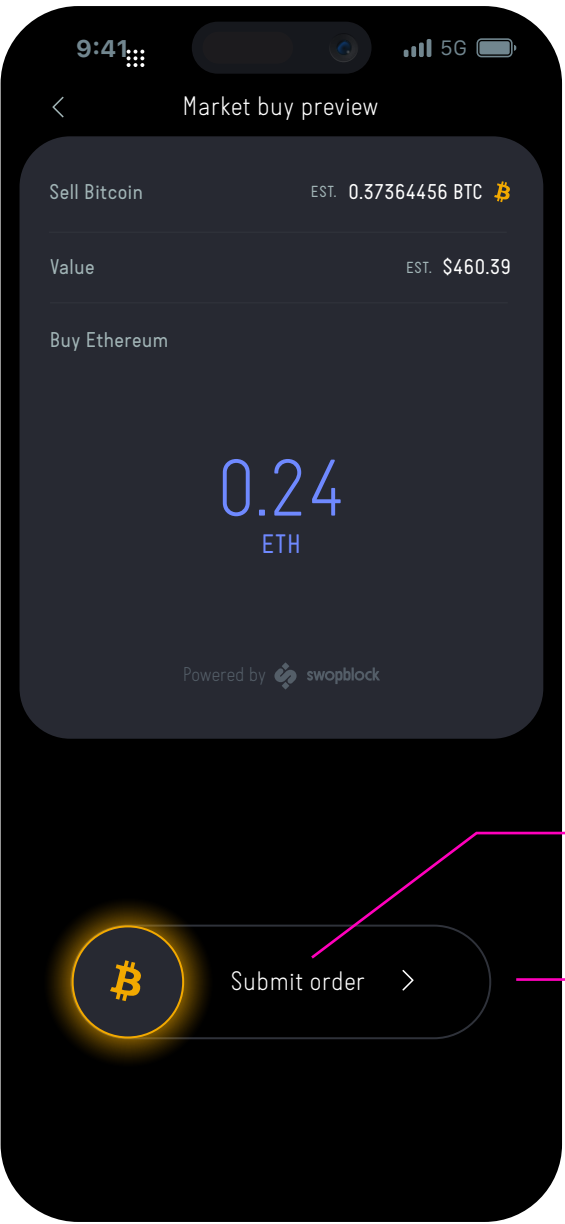 9:41 5G
Market buy preview
Sell Bitcoin EST. 0.37364456 BTC
Value EST. $460.39
Buy Ethereum
0.24
ETH
Powered by swopblock
Submit order